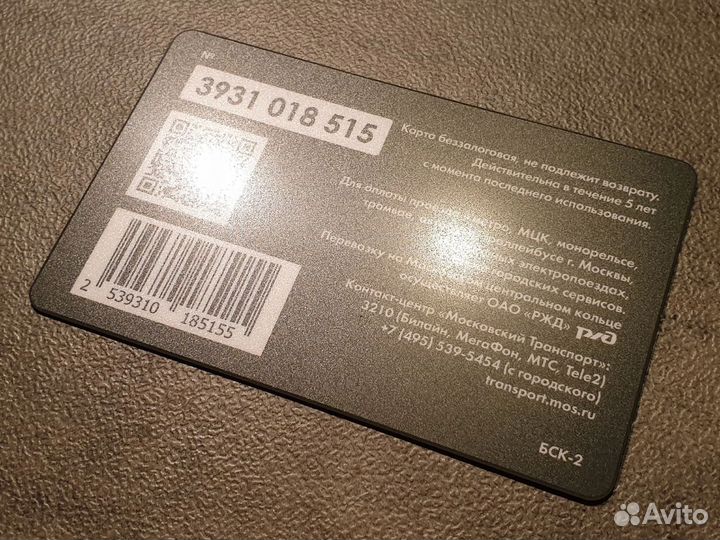 №
3931 018 515
Карта беззалоговая, не подлежит возврату.
Действительна в течение 5 лет
с момента последнего использования.
Для оплаты МЦК, монорельсе,
трамвае, троллейбусе г. Москвы,
электропоездах,
городских сервисов.
Перевозку на центральном кольце
осуществляет ОАО «РЖД» РЖД
Контакт-центр «Московский Транспорт»:
3210 (Билайн, МегаФон, МТС, Tele2)
+7 (495) 539-5454 (с городского)
transport.mos.ru
2 539310 185155
БСК-2
Avito